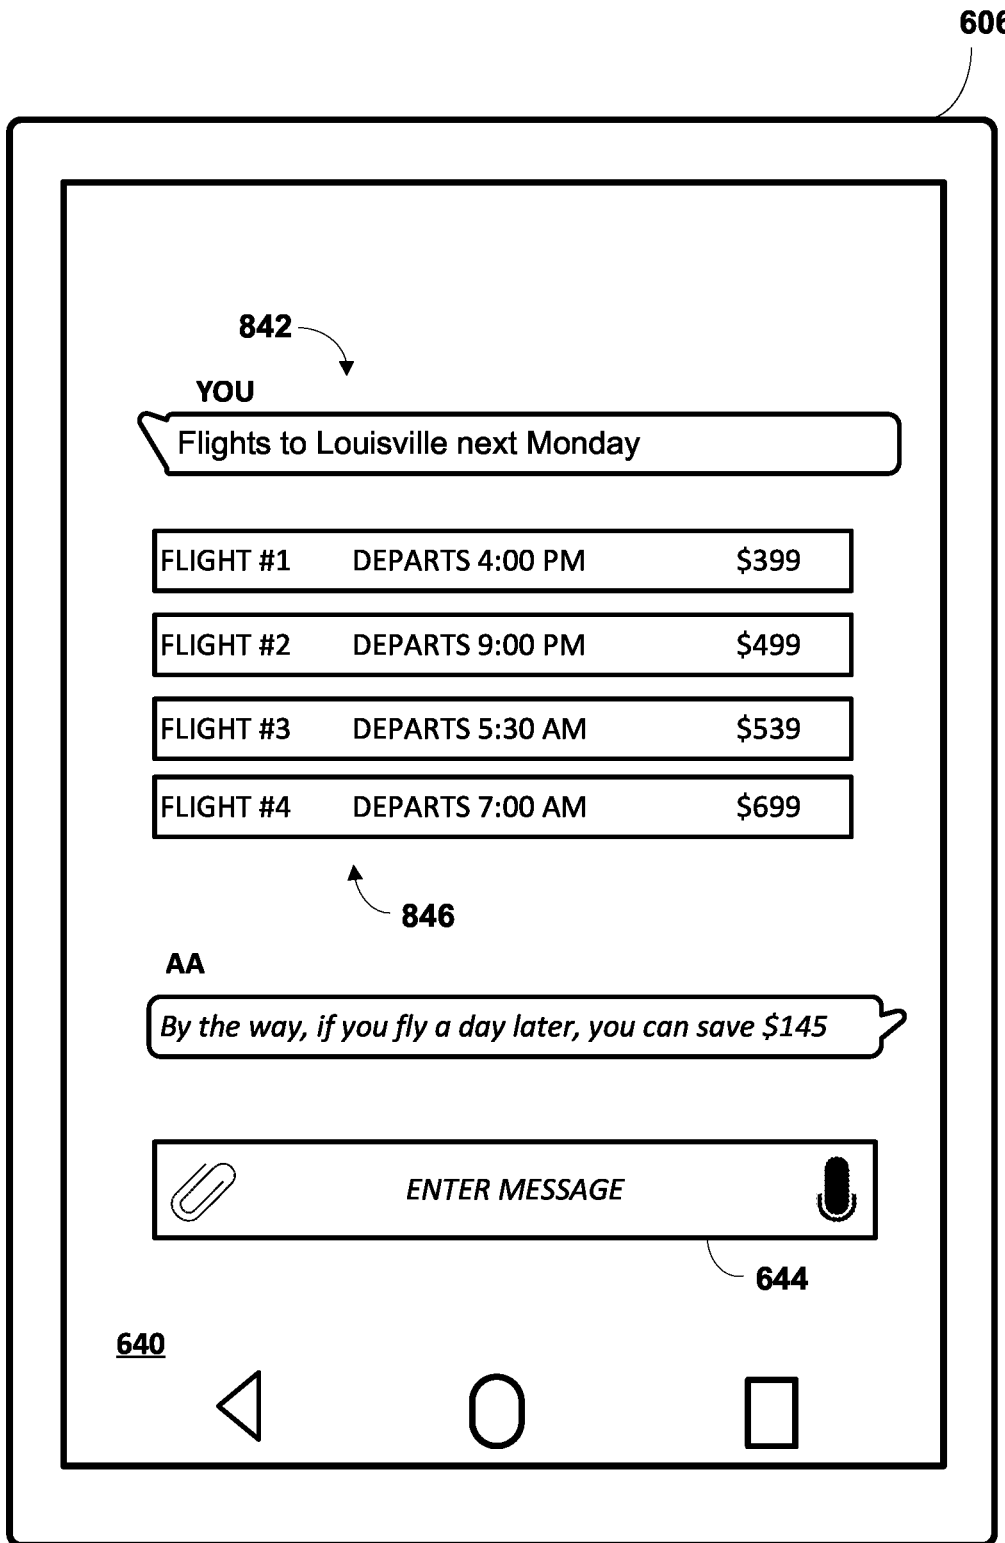 606
842
YOU
Flights to Louisville next Monday
FLIGHT #1 DEPARTS 4:00 PM $399
FLIGHT #2 DEPARTS 9:00 PM $499
FLIGHT #3 DEPARTS 5:30 AM $539
FLIGHT #4 DEPARTS 7:00 AM $699
846
AA
By the way, if you fly a day later, you can save $145
ENTER MESSAGE
644
640